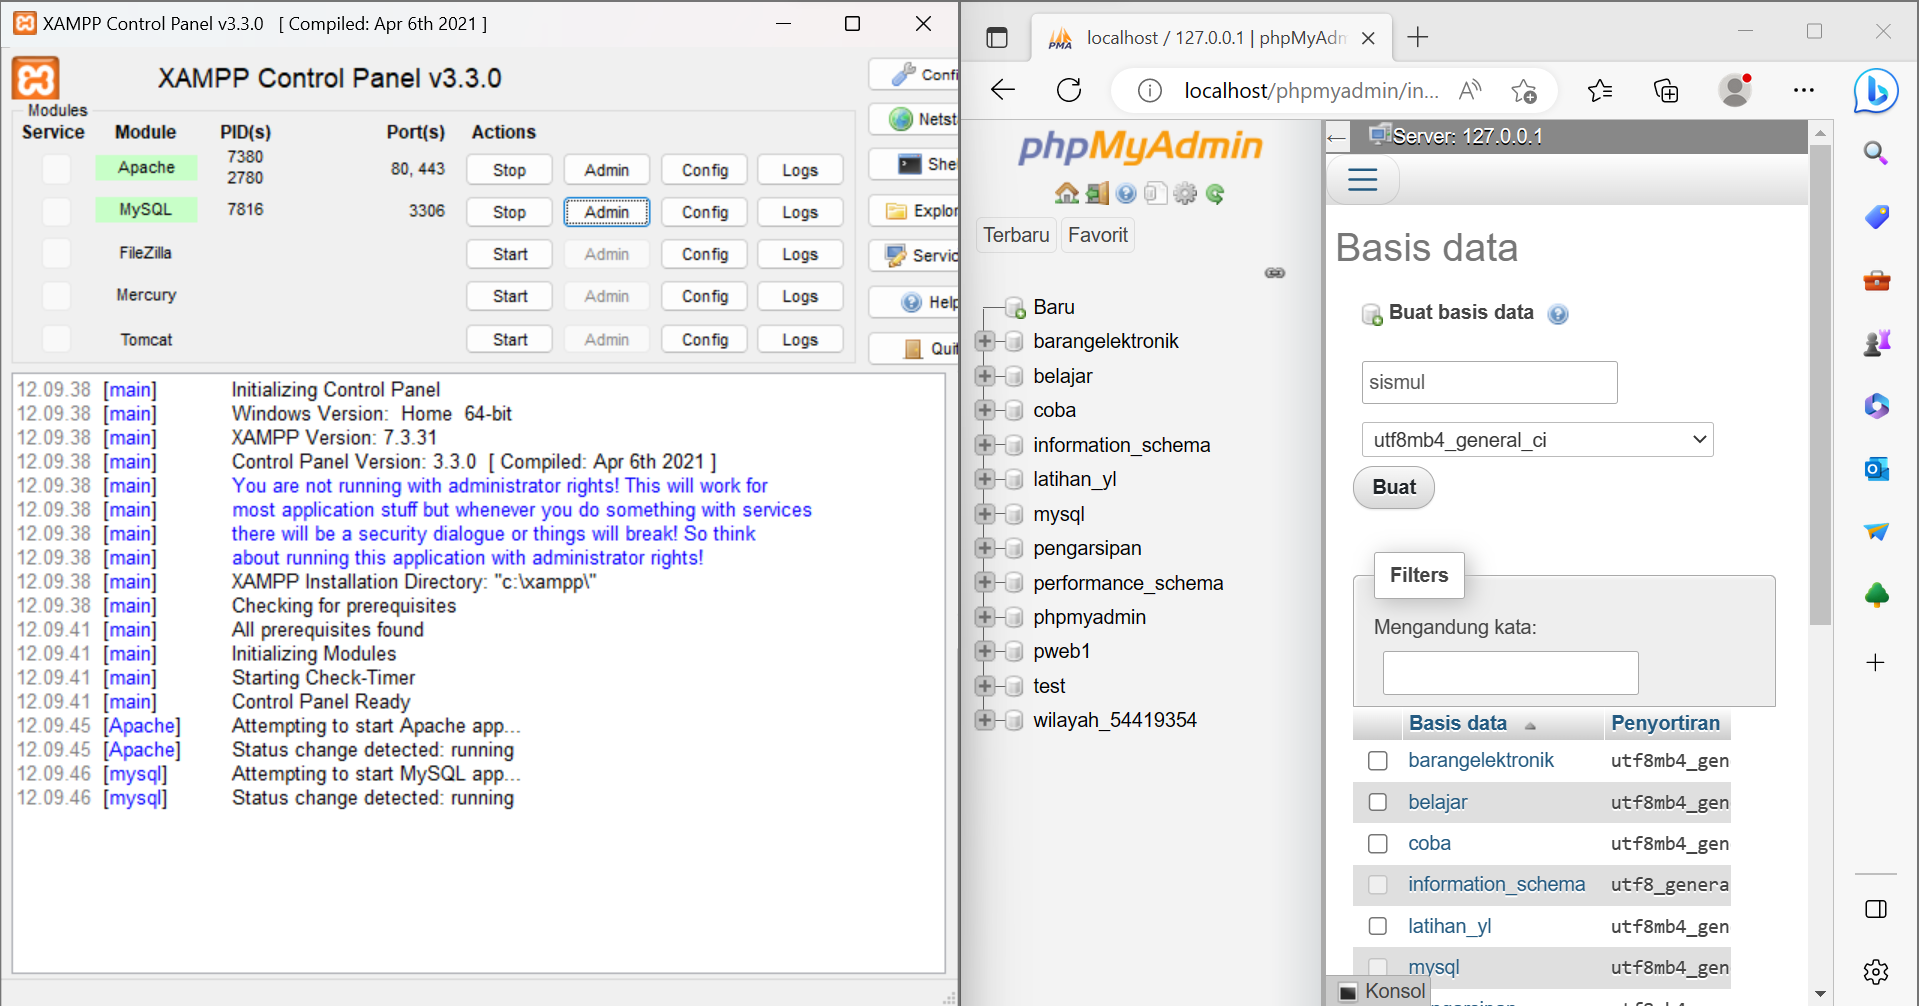 XAMPP Control Panel v3.3.0 [ Compiled: Apr 6th 2021 ]
XAMPP Control Panel v3.3.0
Modules
Service Module PID(s) Port(s) Actions
Apache 7380 2780 80, 443 Stop Admin Config Logs
MySQL 7816 3306 Stop Admin Config Logs
FileZilla Start Admin Config Logs
Mercury Start Admin Config Logs
Tomcat Start Admin Config Logs
Confi
Netst
She
Explor
Servic
Help
Quit
12.09.38 [main] Initializing Control Panel
12.09.38 [main] Windows Version: Home 64-bit
12.09.38 [main] XAMPP Version: 7.3.31
12.09.38 [main] Control Panel Version: 3.3.0 [ Compiled: Apr 6th 2021 ]
12.09.38 [main] You are not running with administrator rights! This will work for
12.09.38 [main] most application stuff but whenever you do something with services
12.09.38 [main] there will be a security dialogue or things will break! So think
12.09.38 [main] about running this application with administrator rights!
12.09.38 [main] XAMPP Installation Directory: "c:\xampp\"
12.09.38 [main] Checking for prerequisites
12.09.41 [main] All prerequisites found
12.09.41 [main] Initializing Modules
12.09.41 [main] Starting Check-Timer
12.09.41 [main] Control Panel Ready
12.09.45 [Apache] Attempting to start Apache app...
12.09.45 [Apache] Status change detected: running
12.09.46 [mysql] Attempting to start MySQL app...
12.09.46 [mysql] Status change detected: running
PMA localhost / 127.0.0.1 | phpMyAdm
localhost/phpmyadmin/in...
phpMyAdmin
Terbaru Favorit
Baru
barangelektronik
belajar
coba
information_schema
latihan_yl
mysql
pengarsipan
performance_schema
phpmyadmin
pweb1
test
wilayah_54419354
Server: 127.0.0.1
Basis data
Buat basis data
sismul
utf8mb4_general_ci
Buat
Filters
Mengandung kata:
Basis data Penyortiran
barangelektronik utf8mb4_gen
belajar utf8mb4_gen
coba utf8mb4_gen
information_schema utf8_genera
latihan_yl utf8mb4_gen
mysql utf8mb4_gen
Konsol